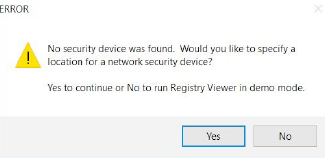 ERROR
No security device was found. Would you like to specify a
location for a network security device?
Yes to continue or No to run Registry Viewer in demo mode.
Yes
No